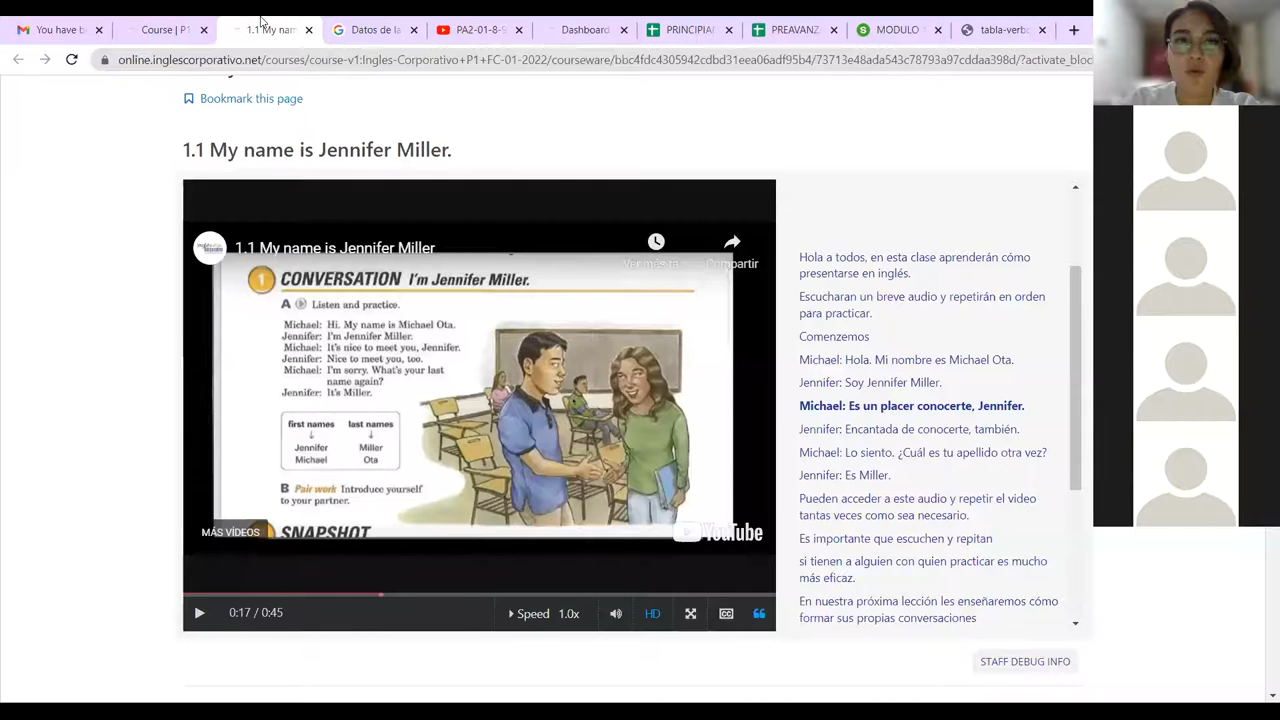 You have b
Course | P1
1.1 My nam
Datos de la
PA2-01-8-9
Dashboard
PRINCIPIAN
PREAVANZ
MODULO
tabla-verbo
online.inglescorporativo.net/courses/course-v1:Ingles-Corporativo+P1+FC-01-2022/courseware/bbc4fdc4305942cdbd31eea06adf95b4/73713e48ada543c78793a97cddaa398d/?activate_bloc
Bookmark this page
1.1 My name is Jennifer Miller.
1.1 My name is Jennifer Miller
Ver más ta
Compartir
1 CONVERSATION I'm Jennifer Miller.
A Listen and practice.
Michael: Hi. My name is Michael Ota.
Jennifer: I'm Jennifer Miller.
Michael: It's nice to meet you, Jennifer.
Jennifer: Nice to meet you, too.
Michael: I'm sorry. What's your last
name again?
Jennifer: It's Miller.
first names last names
Jennifer Miller
Michael Ota
B Pair work Introduce yourself
to your partner.
SNAPSHOT
MÁS VÍDEOS
YouTube
0:17 / 0:45
Speed 1.0x
HD
CC
Hola a todos, en esta clase aprenderán cómo
presentarse en inglés.
Escucharan un breve audio y repetirán en orden
para practicar.
Comenzemos
Michael: Hola. Mi nombre es Michael Ota.
Jennifer: Soy Jennifer Miller.
Michael: Es un placer conocerte, Jennifer.
Jennifer: Encantada de conocerte, también.
Michael: Lo siento. ¿Cuál es tu apellido otra vez?
Jennifer: Es Miller.
Pueden acceder a este audio y repetir el video
tantas veces como sea necesario.
Es importante que escuchen y repitan
si tienen a alguien con quien practicar es mucho
más eficaz.
En nuestra próxima lección les enseñaremos cómo
formar sus propias conversaciones
STAFF DEBUG INFO